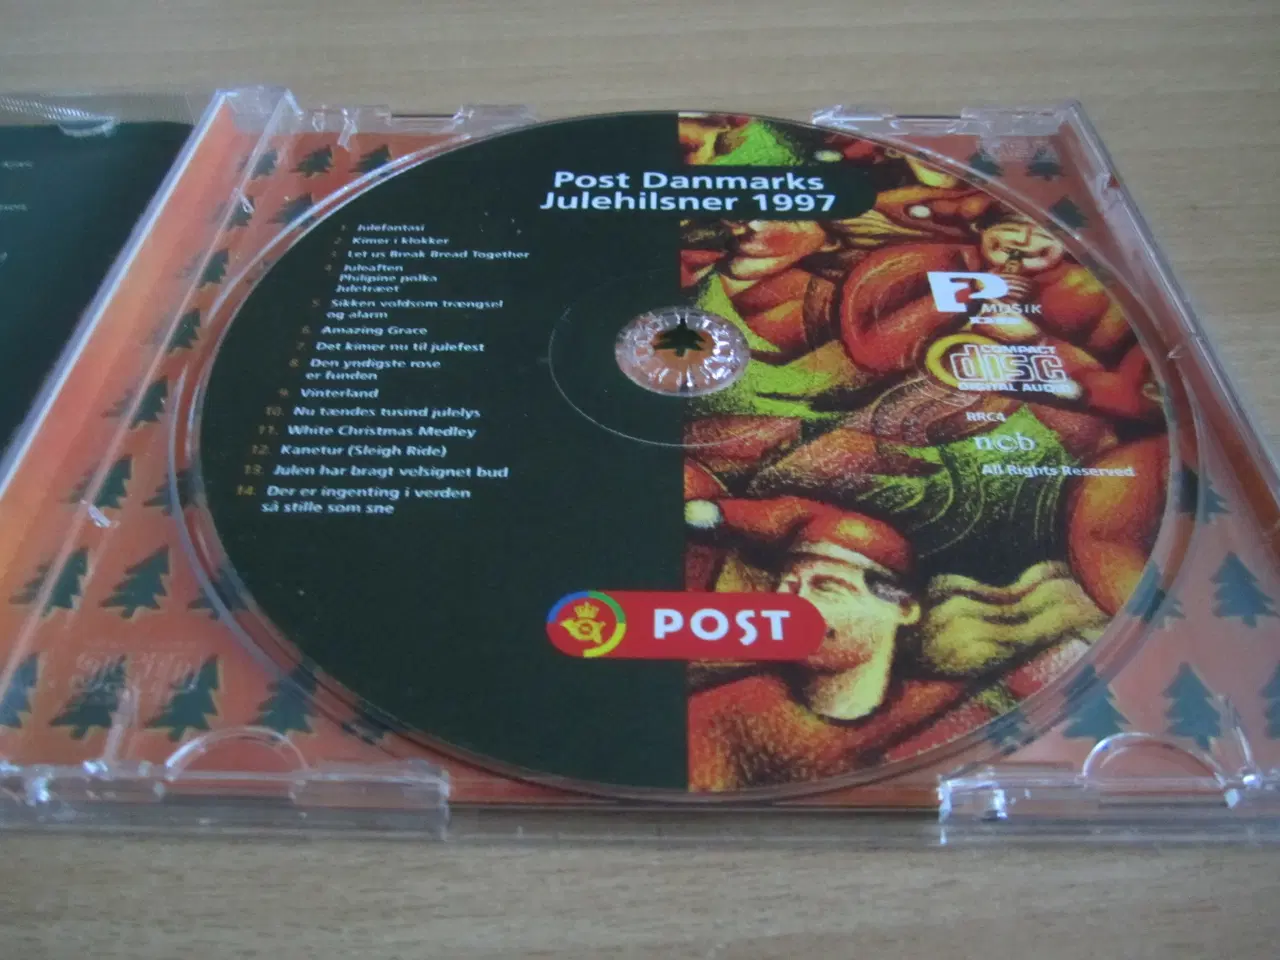 Post Danmarks
Julehilsner 1997
1. Julefantasi
2. Kimer i klokker
3. Let us Break Bread Together
4. Juleaften
Philipine polka
Juletræet
5. Sikken voldsom trængsel
og alarm
6. Amazing Grace
7. Det kimer nu til julefest
8. Den yndigste rose
er funden
9. Vinterland
10. Nu tændes tusind julelys
11. White Christmas Medley
12. Kanetur (Sleigh Ride)
13. Julen har bragt velsignet bud
14. Der er ingenting i verden
så stille som sne
MUSIK
COMPACT
disc
DIGITAL AUDIO
RRC4
ncb
All Rights Reserved
POST